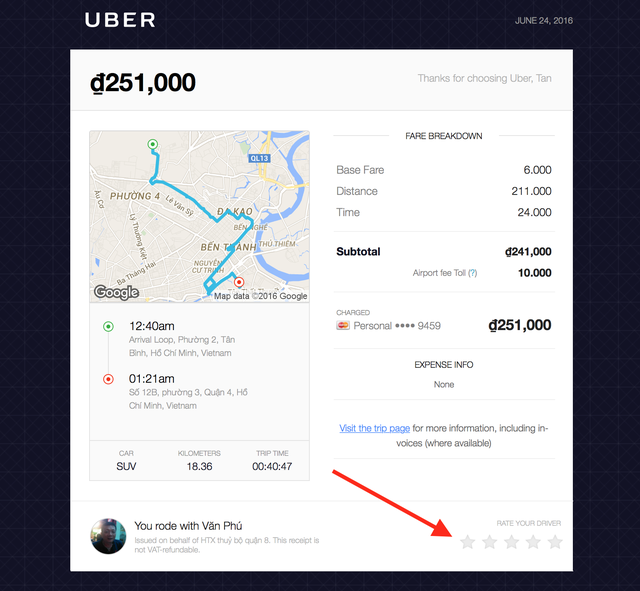 UBER
JUNE 24, 2016
₫251,000
Thanks for choosing Uber, Tan
QL13
PHƯỜNG 4
Le Văn Sỹ
Âu Cơ
ĐA KAO
BẾN NGHÉ
Lý Thường Kiệt
BẾN THÀNH
THỦ THIÊM
NGUYỄN
CƯ TRINH
Ba Tháng Hai
Google
Map data ©2016 Google
12:40am
Arrival Loop, Phường 2, Tân
Bình, Hồ Chí Minh, Vietnam
01:21am
Số 12B, phường 3, Quận 4, Hồ
Chí Minh, Vietnam
CAR
KILOMETERS
TRIP TIME
SUV
18.36
00:40:47
FARE BREAKDOWN
Base Fare 6.000
Distance 211.000
Time 24.000
Subtotal ₫241,000
Airport fee Toll (?) 10.000
CHARGED
Personal •••• 9459 ₫251,000
EXPENSE INFO
None
Visit the trip page for more information, including in-
voices (where available)
You rode with Văn Phú
Issued on behalf of HTX thuỷ bộ quận 8. This receipt is
not VAT-refundable.
RATE YOUR DRIVER